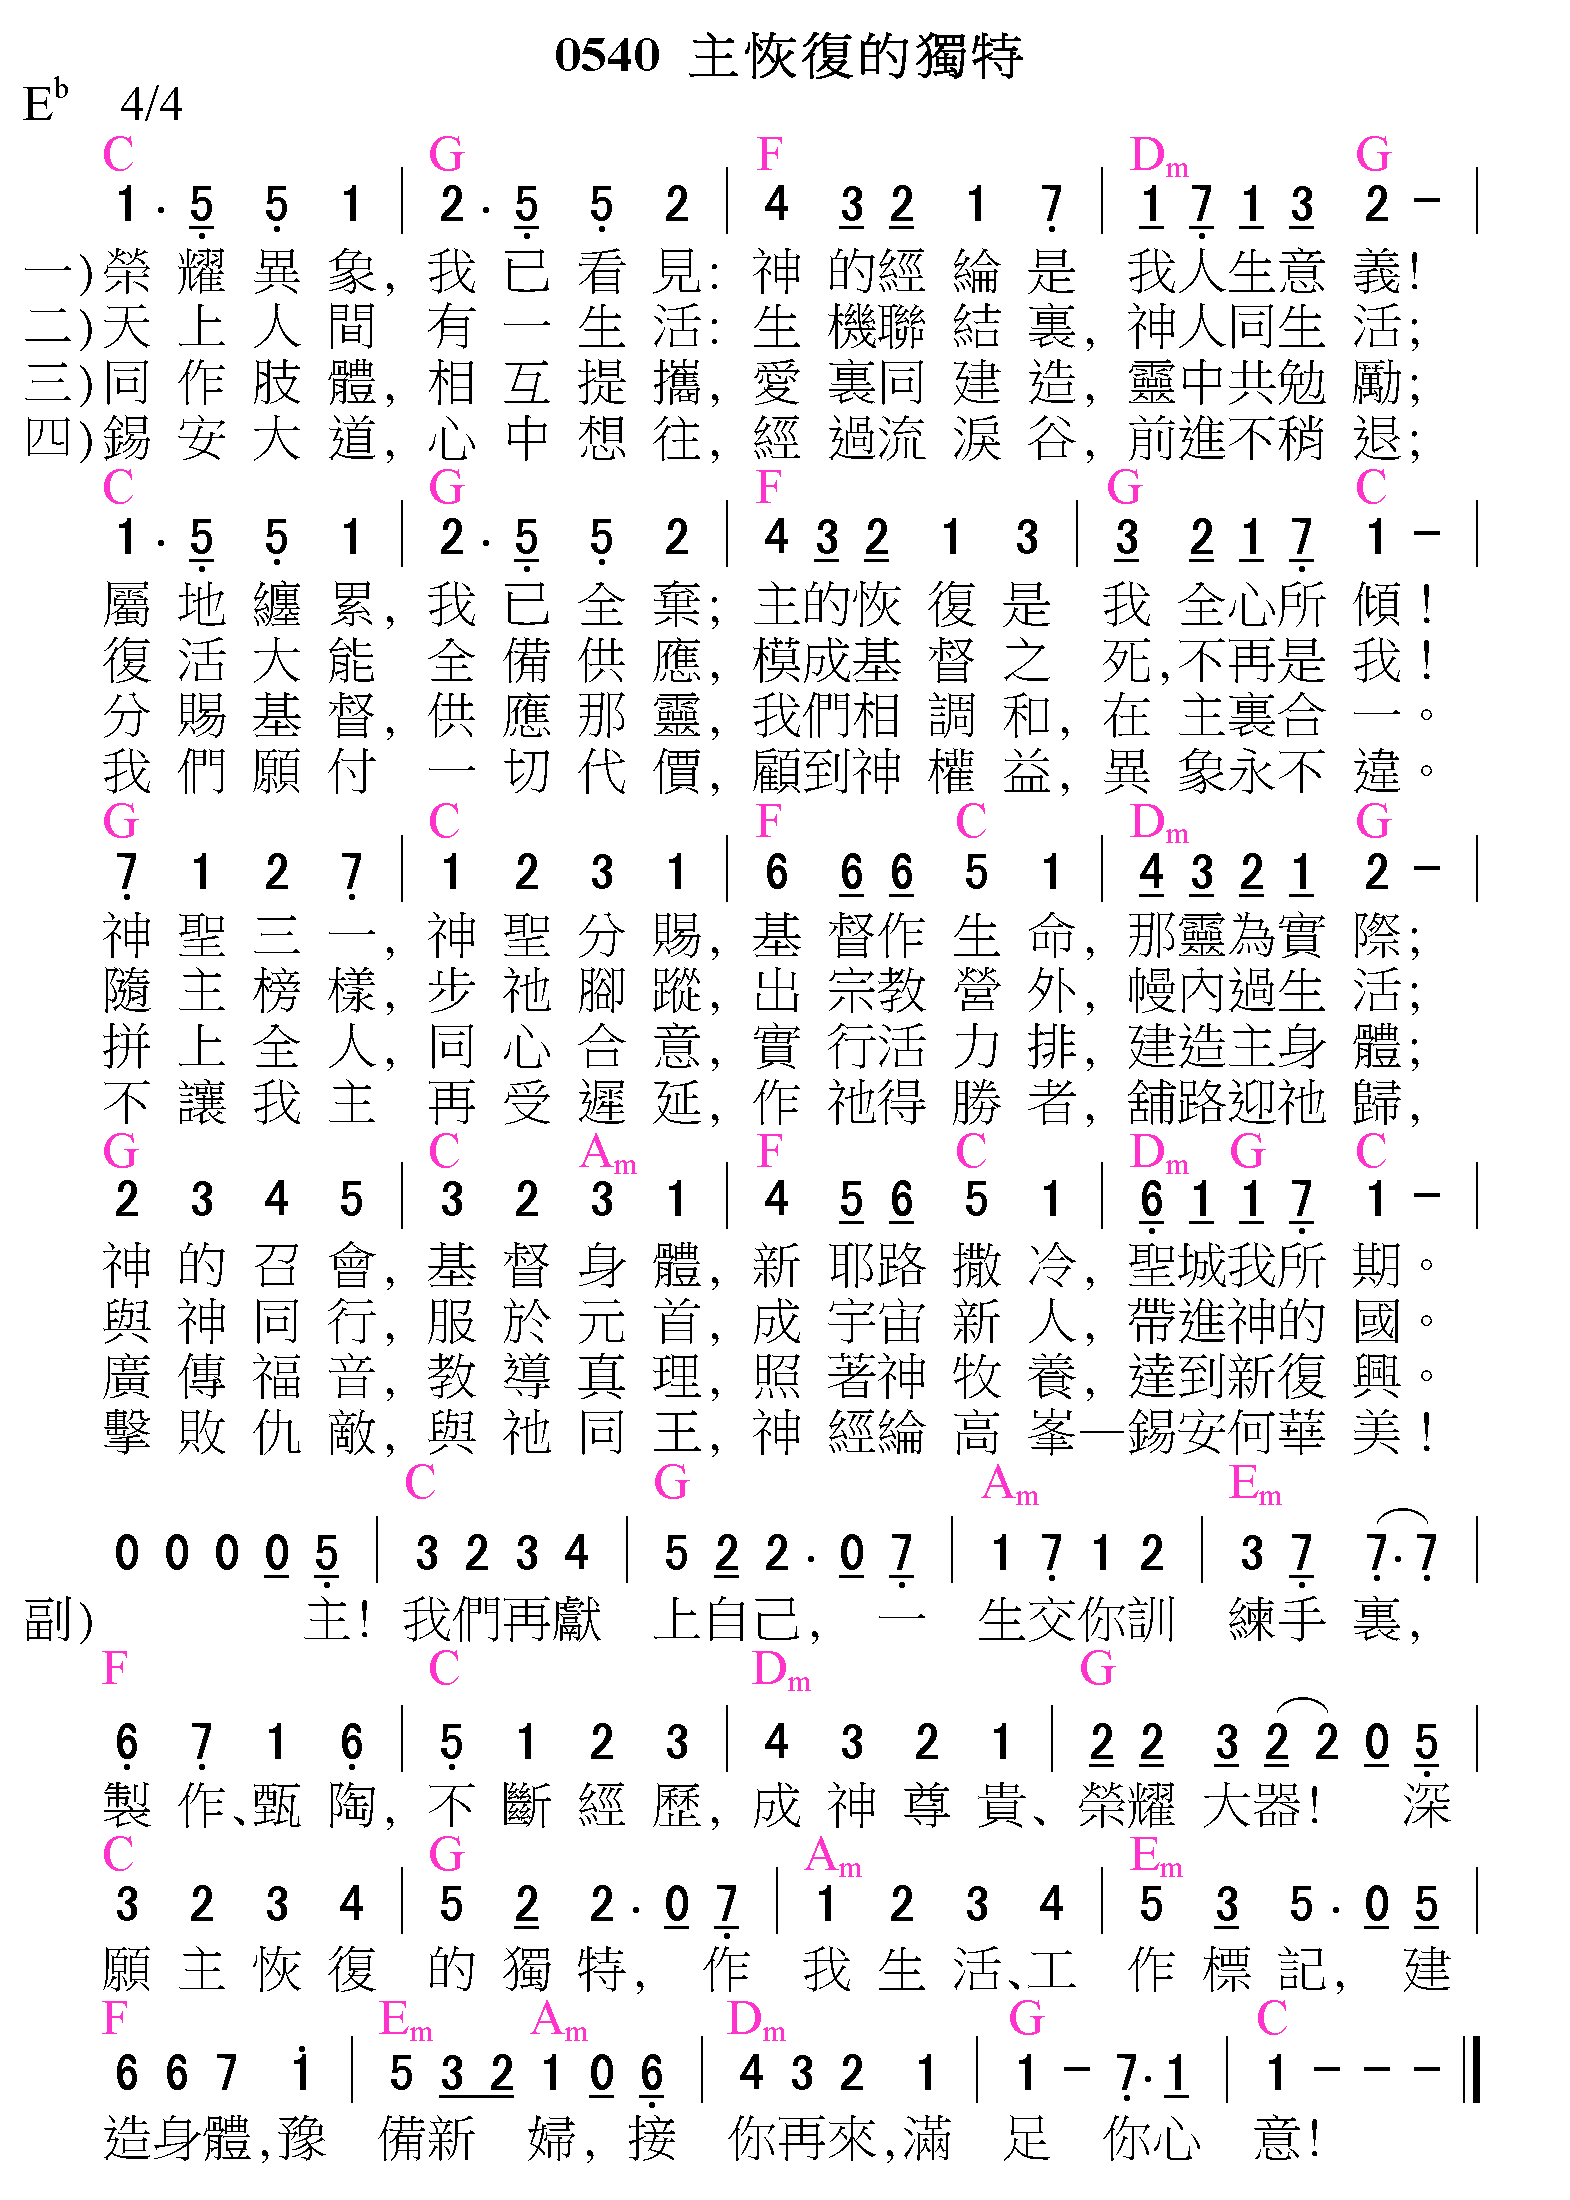 0540 主恢復的獨特
E♭ 4/4
C G F Dm G
1 . 5 5 1 | 2 . 5 5 2 | 4 3 2 1 7 | 1 7 1 3 2 – |
一)榮耀異象,我已看見:神的經綸是 我人生意義!
二)天上人間 有一生活:生機聯結裏,神人同生活;
三)同作肢體,相互提攜,愛裏同建造,靈中共勉勵;
四)錫安大道,心中想往,經過流淚谷,前進不稍退;
C G F G C
1 . 5 5 1 | 2 . 5 5 2 | 4 3 2 1 3 | 3 2 1 7 1 – |
屬地纏累,我已全棄;主的恢復是 我全心所傾!
復活大能 全備供應,模成基督之 死,不再是我!
分賜基督,供應那靈,我們相調和,在主裏合一。
我們願付 一切代價,顧到神權益,異象永不違。
G C F C Dm G
7 1 2 7 | 1 2 3 1 | 6 6 6 5 1 | 4 3 2 1 2 – |
神聖三一,神聖分賜,基督作生命,那靈為實際;
隨主榜樣,步祂腳蹤,出宗教營外,幔內過生活;
拼上全人,同心合意,實行活力排,建造主身體;
不讓我主 再受遲延,作祂得勝者,舖路迎祂歸,
G C Am F C Dm G C
2 3 4 5 | 3 2 3 1 | 4 5 6 5 1 | 6 1 1 7 1 – |
神的召會,基督身體,新耶路撒冷,聖城我所期。
與神同行,服於元首,成宇宙新人,帶進神的國。
廣傳福音,教導真理,照著神牧養,達到新復興。
擊敗仇敵,與祂同王,神經綸高峯—錫安何華美!
C G Am Em
0 0 0 0 5 | 3 2 3 4 | 5 2 2 . 0 7 | 1 7 1 2 | 3 7 7 . 7 |
副) 主!我們再獻 上自己, 一 生交你訓 練手裏,
F C Dm G
6 7 1 6 | 5 1 2 3 | 4 3 2 1 | 2 2 3 2 2 0 5 |
製作、甄陶,不斷經歷,成神尊貴、榮耀大器! 深
C G Am Em
3 2 3 4 | 5 2 2 . 0 7 | 1 2 3 4 | 5 3 5 . 0 5 |
願主恢復 的獨特, 作 我生活、工 作標記, 建
F Em Am Dm G C
6 6 7 1 | 5 3 2 1 0 6 | 4 3 2 1 | 1 – 7 . 1 | 1 – – – ‖
造身體,豫 備新 婦, 接 你再來,滿 足 你心 意!